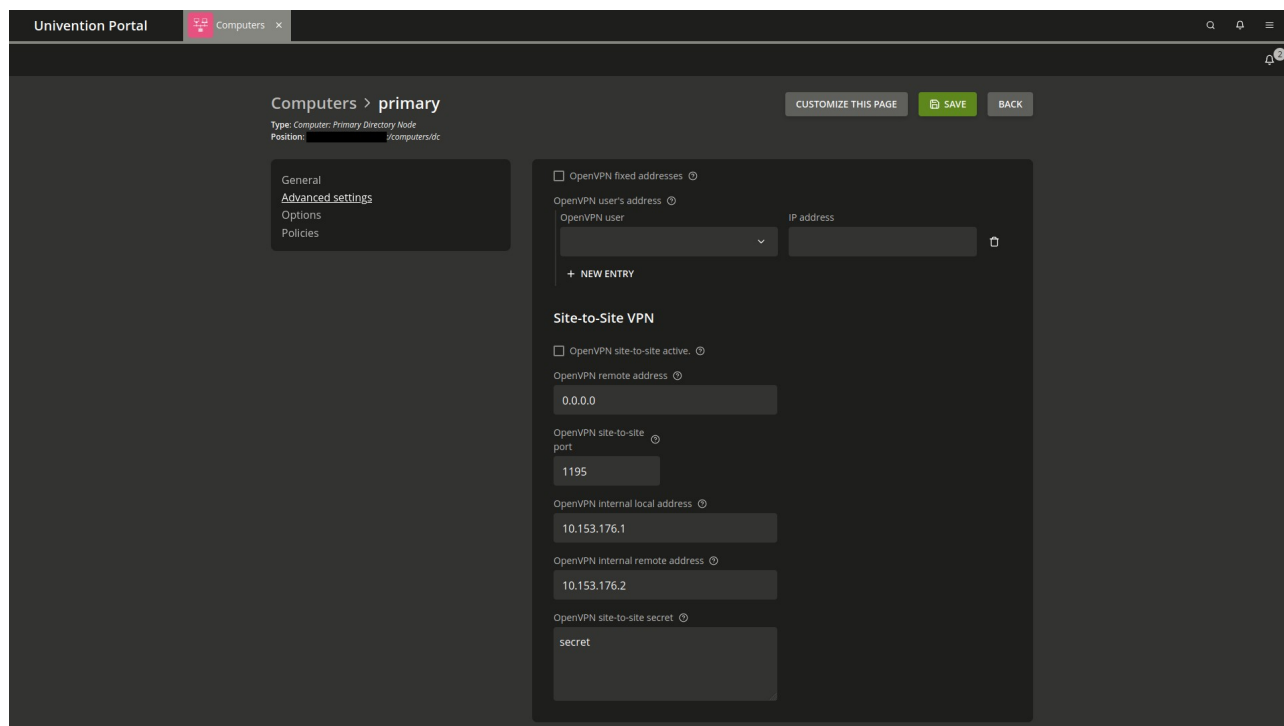 Univention Portal
Computers ×
2
Computers > primary
CUSTOMIZE THIS PAGE
SAVE
BACK
Type: Computer: Primary Directory Node
Position: :/computers/dc
General
Advanced settings
Options
Policies
OpenVPN fixed addresses
OpenVPN user's address
OpenVPN user
IP address
+ NEW ENTRY
Site-to-Site VPN
OpenVPN site-to-site active.
OpenVPN remote address
0.0.0.0
OpenVPN site-to-site
port
1195
OpenVPN internal local address
10.153.176.1
OpenVPN internal remote address
10.153.176.2
OpenVPN site-to-site secret
secret